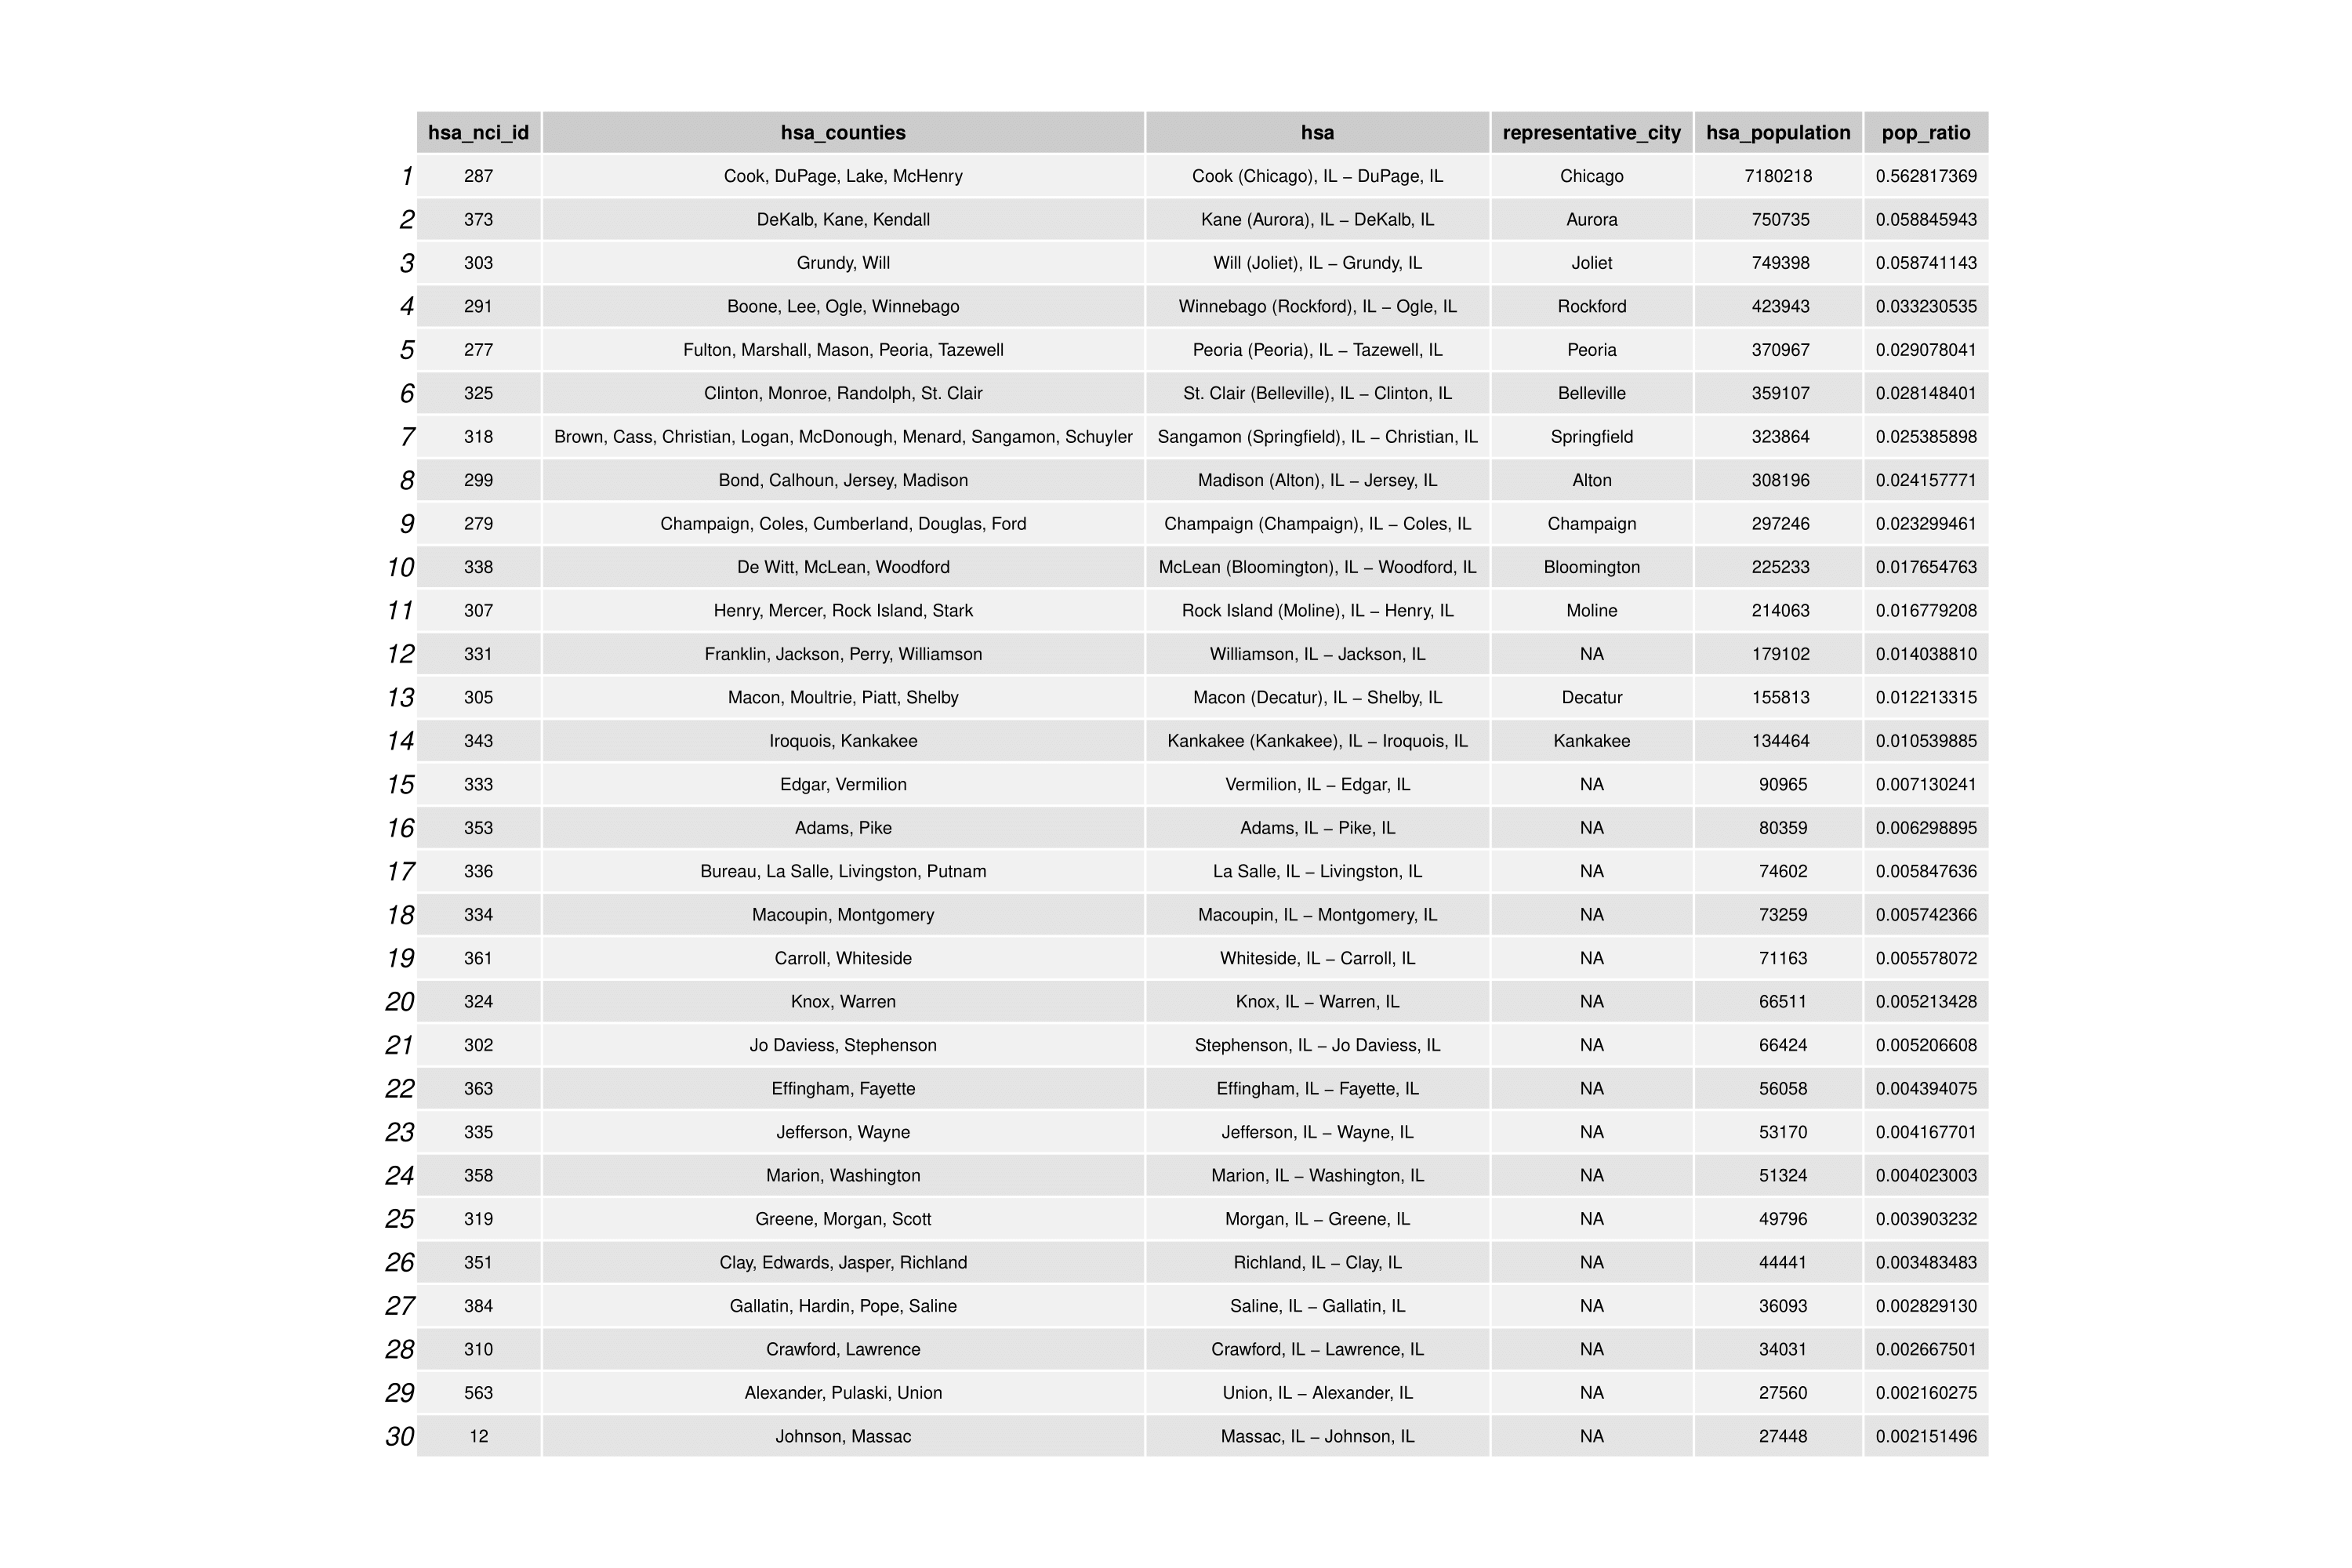 hsa_nci_id hsa_counties hsa representative_city hsa_population pop_ratio
1 287 Cook, DuPage, Lake, McHenry Cook (Chicago), IL – DuPage, IL Chicago 7180218 0.562817369
2 373 DeKalb, Kane, Kendall Kane (Aurora), IL – DeKalb, IL Aurora 750735 0.058845943
3 303 Grundy, Will Will (Joliet), IL – Grundy, IL Joliet 749398 0.058741143
4 291 Boone, Lee, Ogle, Winnebago Winnebago (Rockford), IL – Ogle, IL Rockford 423943 0.033230535
5 277 Fulton, Marshall, Mason, Peoria, Tazewell Peoria (Peoria), IL – Tazewell, IL Peoria 370967 0.029078041
6 325 Clinton, Monroe, Randolph, St. Clair St. Clair (Belleville), IL – Clinton, IL Belleville 359107 0.028148401
7 318 Brown, Cass, Christian, Logan, McDonough, Menard, Sangamon, Schuyler Sangamon (Springfield), IL – Christian, IL Springfield 323864 0.025385898
8 299 Bond, Calhoun, Jersey, Madison Madison (Alton), IL – Jersey, IL Alton 308196 0.024157771
9 279 Champaign, Coles, Cumberland, Douglas, Ford Champaign (Champaign), IL – Coles, IL Champaign 297246 0.023299461
10 338 De Witt, McLean, Woodford McLean (Bloomington), IL – Woodford, IL Bloomington 225233 0.017654763
11 307 Henry, Mercer, Rock Island, Stark Rock Island (Moline), IL – Henry, IL Moline 214063 0.016779208
12 331 Franklin, Jackson, Perry, Williamson Williamson, IL – Jackson, IL NA 179102 0.014038810
13 305 Macon, Moultrie, Piatt, Shelby Macon (Decatur), IL – Shelby, IL Decatur 155813 0.012213315
14 343 Iroquois, Kankakee Kankakee (Kankakee), IL – Iroquois, IL Kankakee 134464 0.010539885
15 333 Edgar, Vermilion Vermilion, IL – Edgar, IL NA 90965 0.007130241
16 353 Adams, Pike Adams, IL – Pike, IL NA 80359 0.006298895
17 336 Bureau, La Salle, Livingston, Putnam La Salle, IL – Livingston, IL NA 74602 0.005847636
18 334 Macoupin, Montgomery Macoupin, IL – Montgomery, IL NA 73259 0.005742366
19 361 Carroll, Whiteside Whiteside, IL – Carroll, IL NA 71163 0.005578072
20 324 Knox, Warren Knox, IL – Warren, IL NA 66511 0.005213428
21 302 Jo Daviess, Stephenson Stephenson, IL – Jo Daviess, IL NA 66424 0.005206608
22 363 Effingham, Fayette Effingham, IL – Fayette, IL NA 56058 0.004394075
23 335 Jefferson, Wayne Jefferson, IL – Wayne, IL NA 53170 0.004167701
24 358 Marion, Washington Marion, IL – Washington, IL NA 51324 0.004023003
25 319 Greene, Morgan, Scott Morgan, IL – Greene, IL NA 49796 0.003903232
26 351 Clay, Edwards, Jasper, Richland Richland, IL – Clay, IL NA 44441 0.003483483
27 384 Gallatin, Hardin, Pope, Saline Saline, IL – Gallatin, IL NA 36093 0.002829130
28 310 Crawford, Lawrence Crawford, IL – Lawrence, IL NA 34031 0.002667501
29 563 Alexander, Pulaski, Union Union, IL – Alexander, IL NA 27560 0.002160275
30 12 Johnson, Massac Massac, IL – Johnson, IL NA 27448 0.002151496